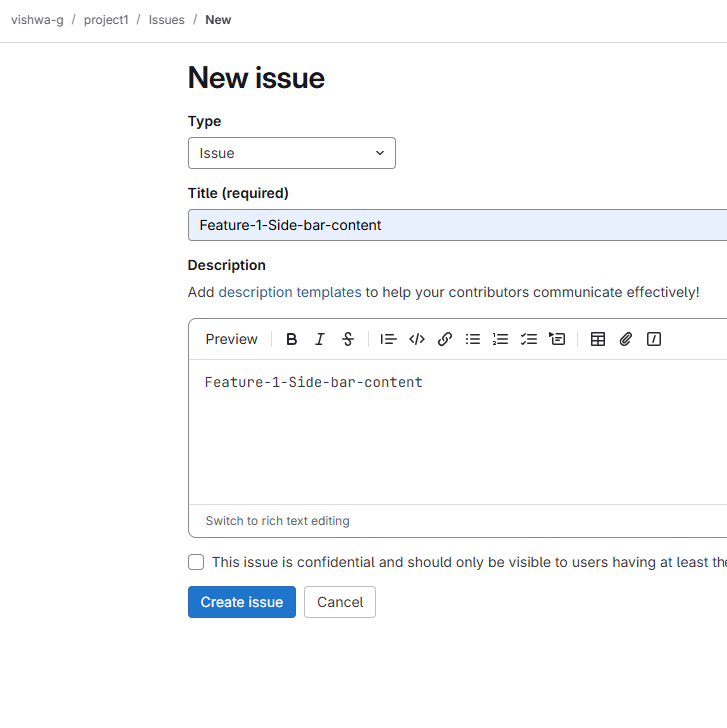 vishwa-g / project1 / Issues / New
New issue
Type
Issue
Title (required)
Feature-1-Side-bar-content
Description
Add description templates to help your contributors communicate effectively!
Preview B I S
Feature-1-Side-bar-content
Switch to rich text editing
This issue is confidential and should only be visible to users having at least the
Create issue Cancel